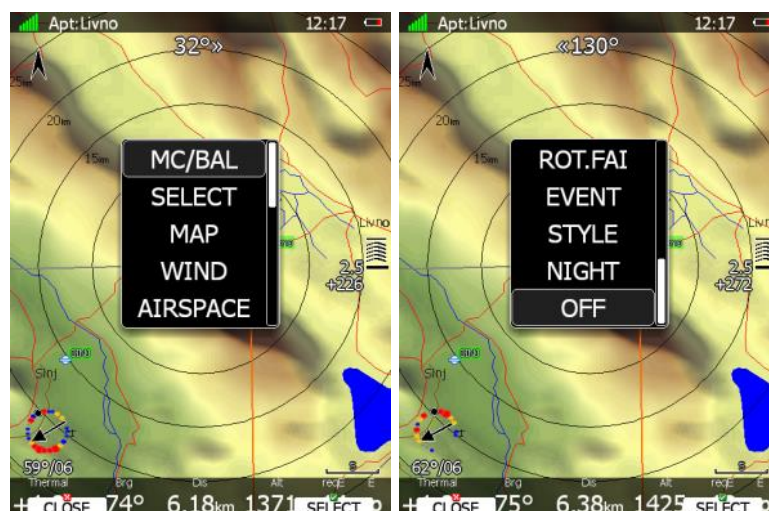 Apt:Livno 12:17
32°»
25km
20km
15km
MC/BAL
SELECT
MAP
WIND
AIRSPACE
Livno
2.5
+226
Sinj
59°/06
Thermal Brg Dis Alt reqE E
CLOSE 74° 6.18km 1371 SELECT
Apt:Livno 12:17
«130°
20km
15km
ROT.FAI
EVENT
STYLE
NIGHT
OFF
2.5
+272
Sinj
62°/06
Thermal Brg Dis Alt reqE E
CLOSE 75° 6.38km 1425 SELECT